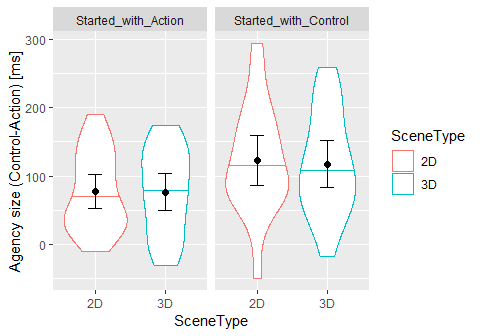 Started_with_Action
Started_with_Control
Agency size (Control-Action) [ms]
300
200
100
0
2D
3D
2D
3D
SceneType
SceneType
2D
3D